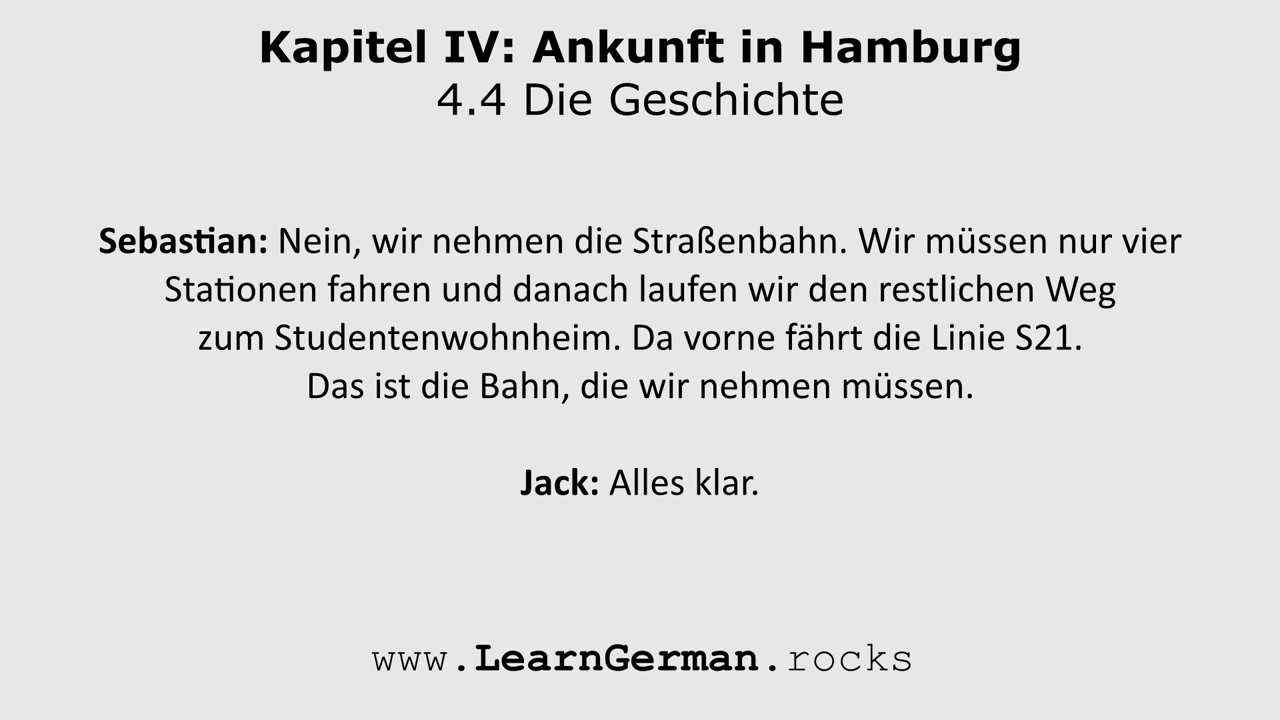 Kapitel IV: Ankunft in Hamburg
4.4 Die Geschichte
Sebastian: Nein, wir nehmen die Straßenbahn. Wir müssen nur vier
Stationen fahren und danach laufen wir den restlichen Weg
zum Studentenwohnheim. Da vorne fährt die Linie S21.
Das ist die Bahn, die wir nehmen müssen.
Jack: Alles klar.
www.LearnGerman.rocks